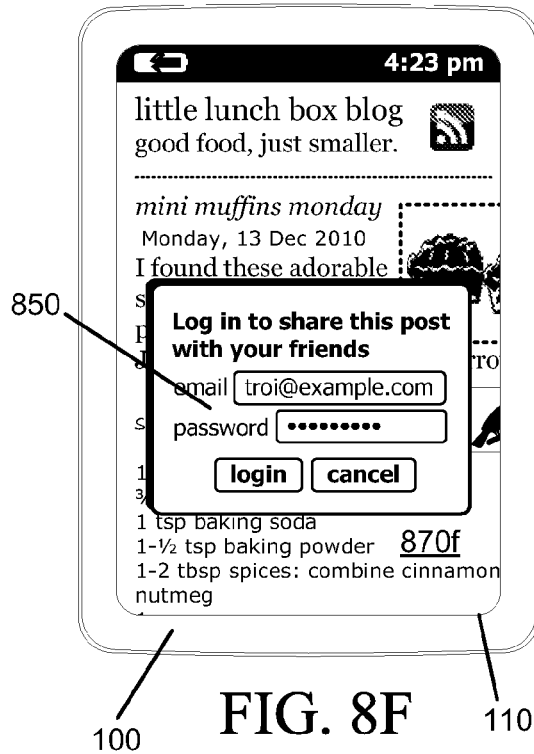 4:23 pm
little lunch box blog
good food, just smaller.
mini muffins monday
Monday, 13 Dec 2010
I found these adorable
850
Log in to share this post
with your friends
email troi@example.com
password •••••••••
login cancel
1 tsp baking soda
1-½ tsp baking powder 870f
1-2 tbsp spices: combine cinnamon
nutmeg
100 FIG. 8F 110